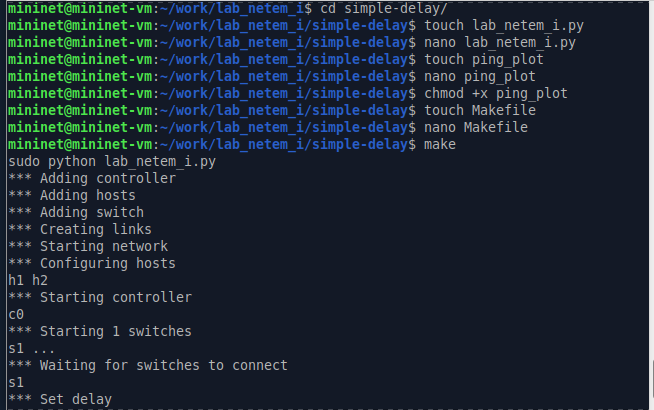 mininet@mininet-vm:~/work/lab_netem_i$ cd simple-delay/
mininet@mininet-vm:~/work/lab_netem_i/simple-delay$ touch lab_netem_i.py
mininet@mininet-vm:~/work/lab_netem_i/simple-delay$ nano lab_netem_i.py
mininet@mininet-vm:~/work/lab_netem_i/simple-delay$ touch ping_plot
mininet@mininet-vm:~/work/lab_netem_i/simple-delay$ nano ping_plot
mininet@mininet-vm:~/work/lab_netem_i/simple-delay$ chmod +x ping_plot
mininet@mininet-vm:~/work/lab_netem_i/simple-delay$ touch Makefile
mininet@mininet-vm:~/work/lab_netem_i/simple-delay$ nano Makefile
mininet@mininet-vm:~/work/lab_netem_i/simple-delay$ make
sudo python lab_netem_i.py
*** Adding controller
*** Adding hosts
*** Adding switch
*** Creating links
*** Starting network
*** Configuring hosts
h1 h2
*** Starting controller
c0
*** Starting 1 switches
s1 ...
*** Waiting for switches to connect
s1
*** Set delay